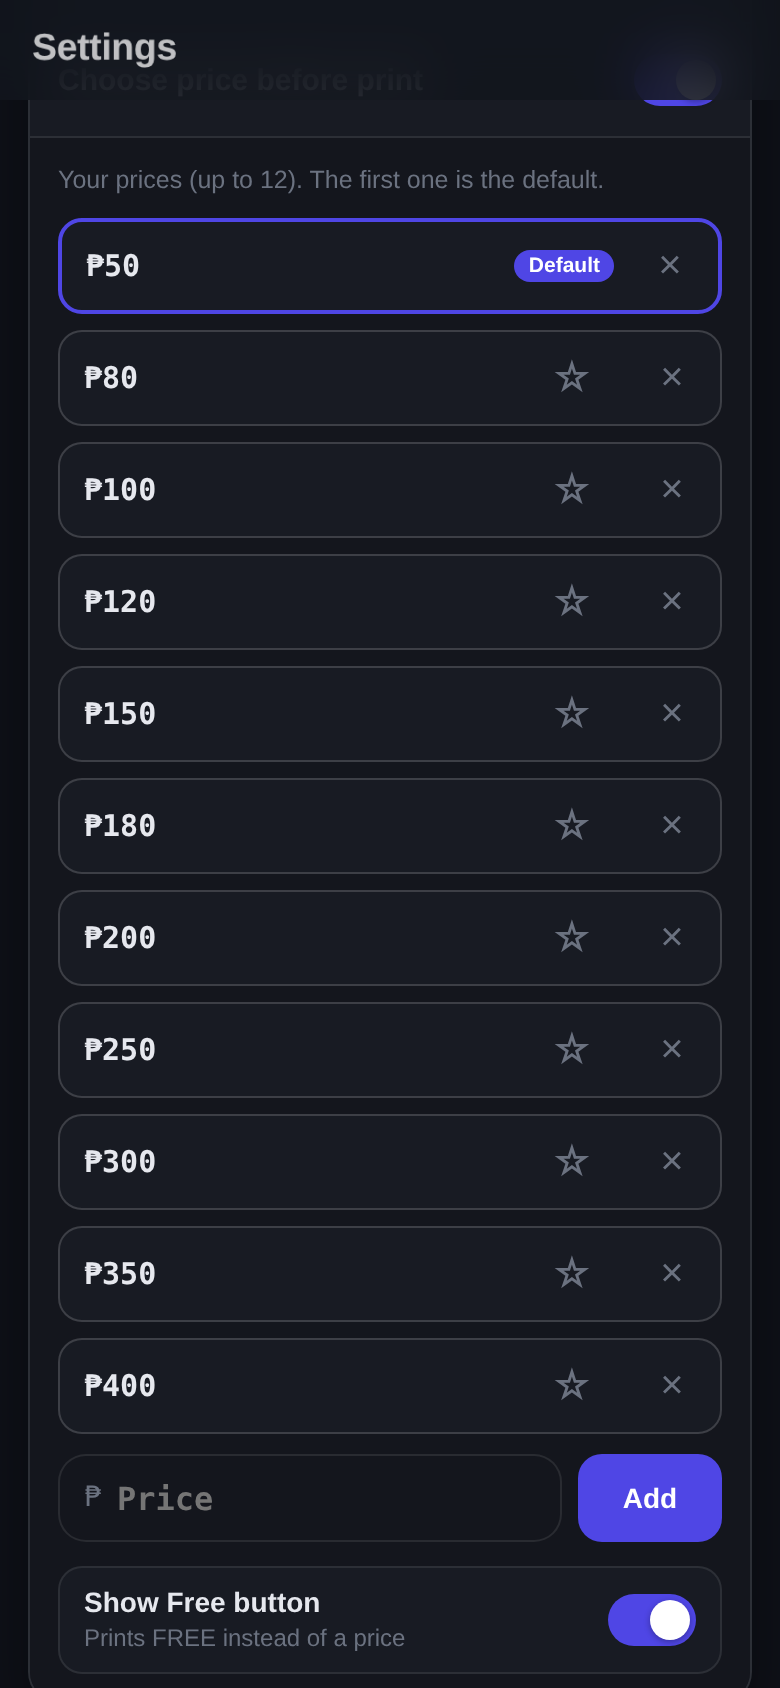 Settings
Choose price before print
Your prices (up to 12). The first one is the default.
₱50 Default ✕
₱80 ☆ ✕
₱100 ☆ ✕
₱120 ☆ ✕
₱150 ☆ ✕
₱180 ☆ ✕
₱200 ☆ ✕
₱250 ☆ ✕
₱300 ☆ ✕
₱350 ☆ ✕
₱400 ☆ ✕
₱ Price Add
Show Free button
Prints FREE instead of a price